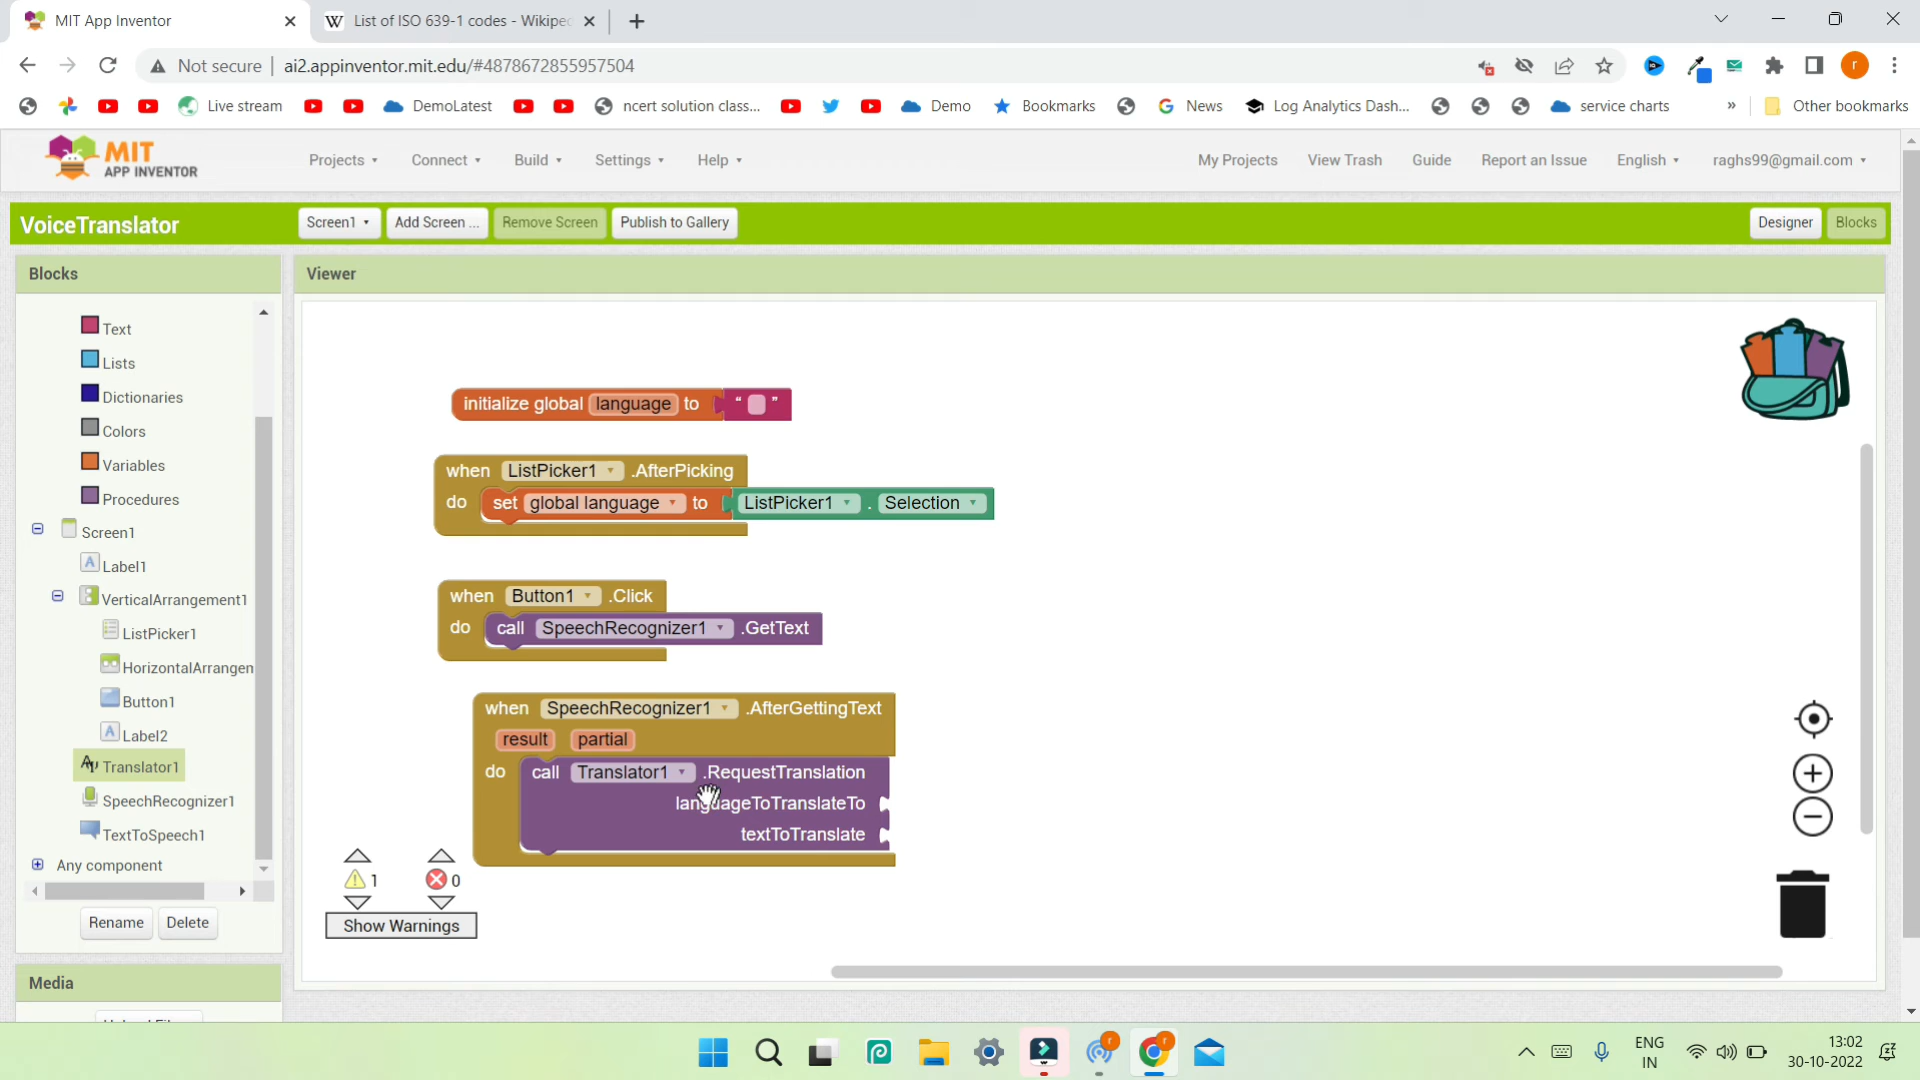 MIT App Inventor
List of ISO 639-1 codes - Wikipe
Not secure
ai2.appinventor.mit.edu/#4878672855957504
Live stream
DemoLatest
ncert solution class...
Demo
Bookmarks
News
Log Analytics Dash...
service charts
»
Other bookmarks
MIT
APP INVENTOR
Projects
Connect
Build
Settings
Help
My Projects
View Trash
Guide
Report an Issue
English
raghs99@gmail.com
VoiceTranslator
Screen1
Add Screen ...
Remove Screen
Publish to Gallery
Designer
Blocks
Blocks
Viewer
Text
Lists
Dictionaries
Colors
Variables
Procedures
Screen1
Label1
VerticalArrangement1
ListPicker1
HorizontalArrangen
Button1
Label2
Translator1
SpeechRecognizer1
TextToSpeech1
Any component
Rename
Delete
Media
initialize global language to “ ”
when ListPicker1 .AfterPicking
do set global language to ListPicker1 . Selection
when Button1 .Click
do call SpeechRecognizer1 .GetText
when SpeechRecognizer1 .AfterGettingText
result partial
do call Translator1 .RequestTranslation
languageToTranslateTo
textToTranslate
1
0
Show Warnings
ENG
IN
13:02
30-10-2022